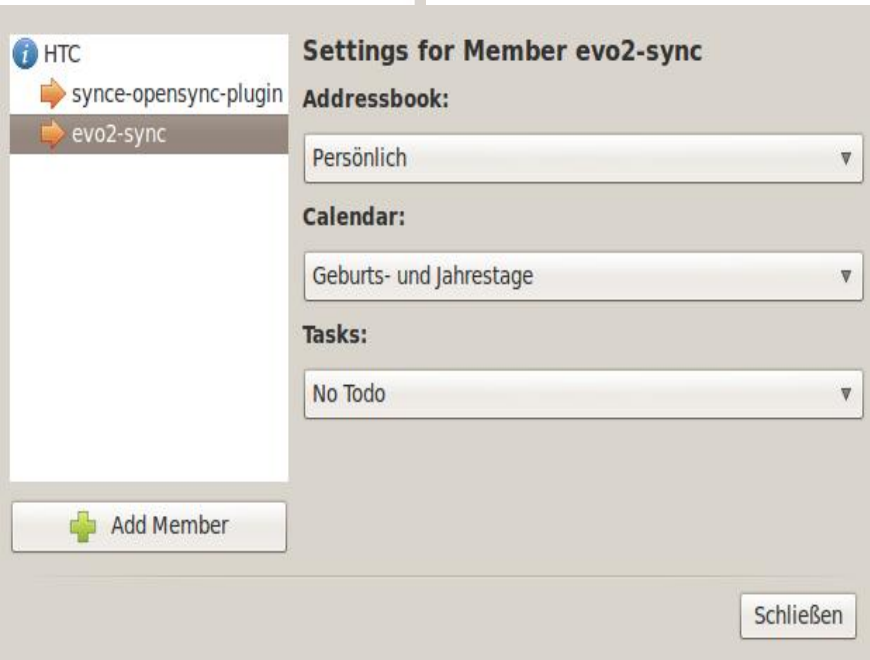 HTC
synce-opensync-plugin
evo2-sync
Add Member
Settings for Member evo2-sync
Addressbook:
Persönlich
Calendar:
Geburts- und Jahrestage
Tasks:
No Todo
Schließen